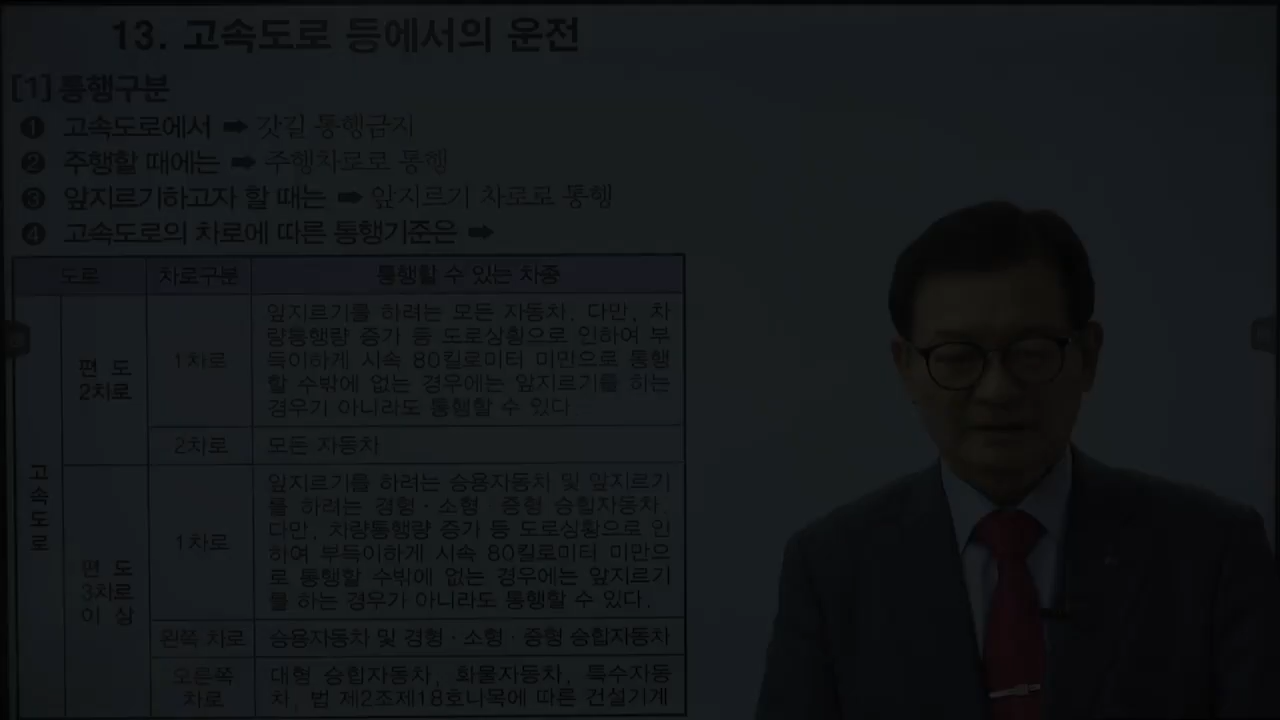 13. 고속도로 등에서의 운전
[1] 통행구분
❶ 고속도로에서 ➡ 갓길 통행금지
❷ 주행할 때에는 ➡ 주행차로로 통행
❸ 앞지르기하고자 할 때는 ➡ 앞지르기 차로로 통행
❹ 고속도로의 차로에 따른 통행기준은 ➡
도로 차로구분 통행할 수 있는 차종
고속도로
편 도
2차로
1차로
앞지르기를 하려는 모든 자동차. 다만, 차
량통행량 증가 등 도로상황으로 인하여 부
득이하게 시속 80킬로미터 미만으로 통행
할 수밖에 없는 경우에는 앞지르기를 하는
경우가 아니라도 통행할 수 있다.
2차로 모든 자동차
편 도
3차로
이 상
1차로
앞지르기를 하려는 승용자동차 및 앞지르기
를 하려는 경형·소형·중형 승합자동차.
다만, 차량통행량 증가 등 도로상황으로 인
하여 부득이하게 시속 80킬로미터 미만으
로 통행할 수밖에 없는 경우에는 앞지르기
를 하는 경우가 아니라도 통행할 수 있다.
왼쪽 차로 승용자동차 및 경형·소형·중형 승합자동차
오른쪽
차로
대형 승합자동차, 화물자동차, 특수자동
차, 법 제2조제18호나목에 따른 건설기계